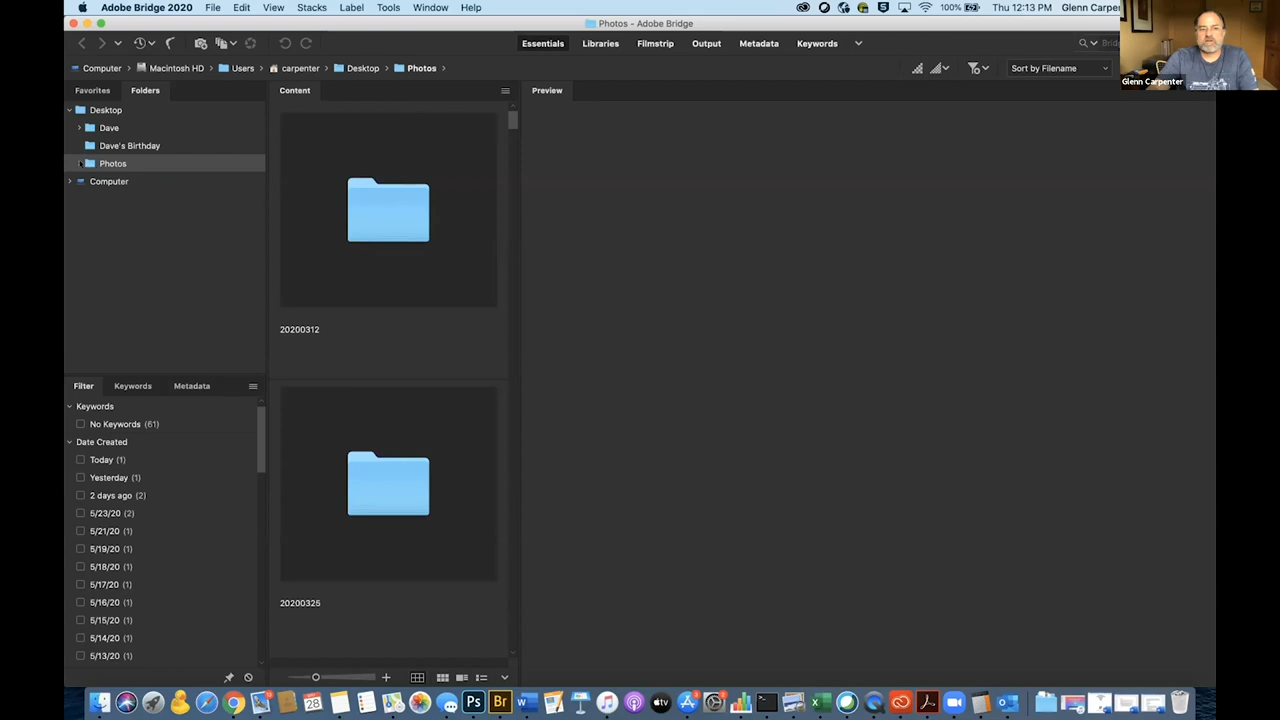 Adobe Bridge 2020 File Edit View Stacks Label Tools Window Help 100% Thu 12:13 PM Glenn Carper
Photos - Adobe Bridge
Essentials Libraries Filmstrip Output Metadata Keywords
Computer Macintosh HD Users carpenter Desktop Photos Sort by Filename
Glenn Carpenter
Favorites Folders Content Preview
Desktop
Dave
Dave's Birthday
Photos
Computer
20200312
Filter Keywords Metadata
Keywords
No Keywords (61)
Date Created
Today (1)
Yesterday (1)
2 days ago (2)
5/23/20 (2)
5/21/20 (1)
5/19/20 (1)
5/18/20 (1)
5/17/20 (1)
5/16/20 (1)
20200325
5/15/20 (1)
5/14/20 (1)
5/13/20 (1)
Ps Br
28
tv